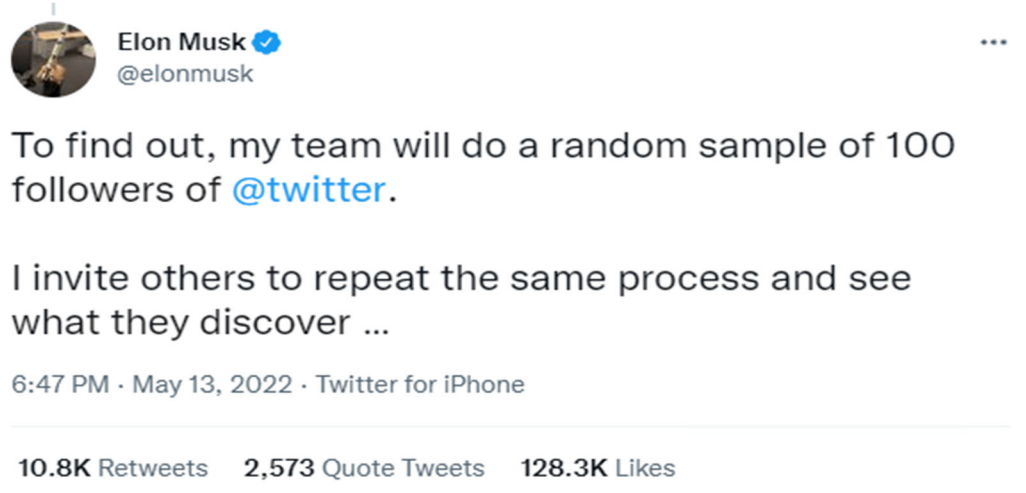 Elon Musk
@elonmusk
To find out, my team will do a random sample of 100
followers of @twitter.
I invite others to repeat the same process and see
what they discover ...
6:47 PM · May 13, 2022 · Twitter for iPhone
10.8K Retweets 2,573 Quote Tweets 128.3K Likes